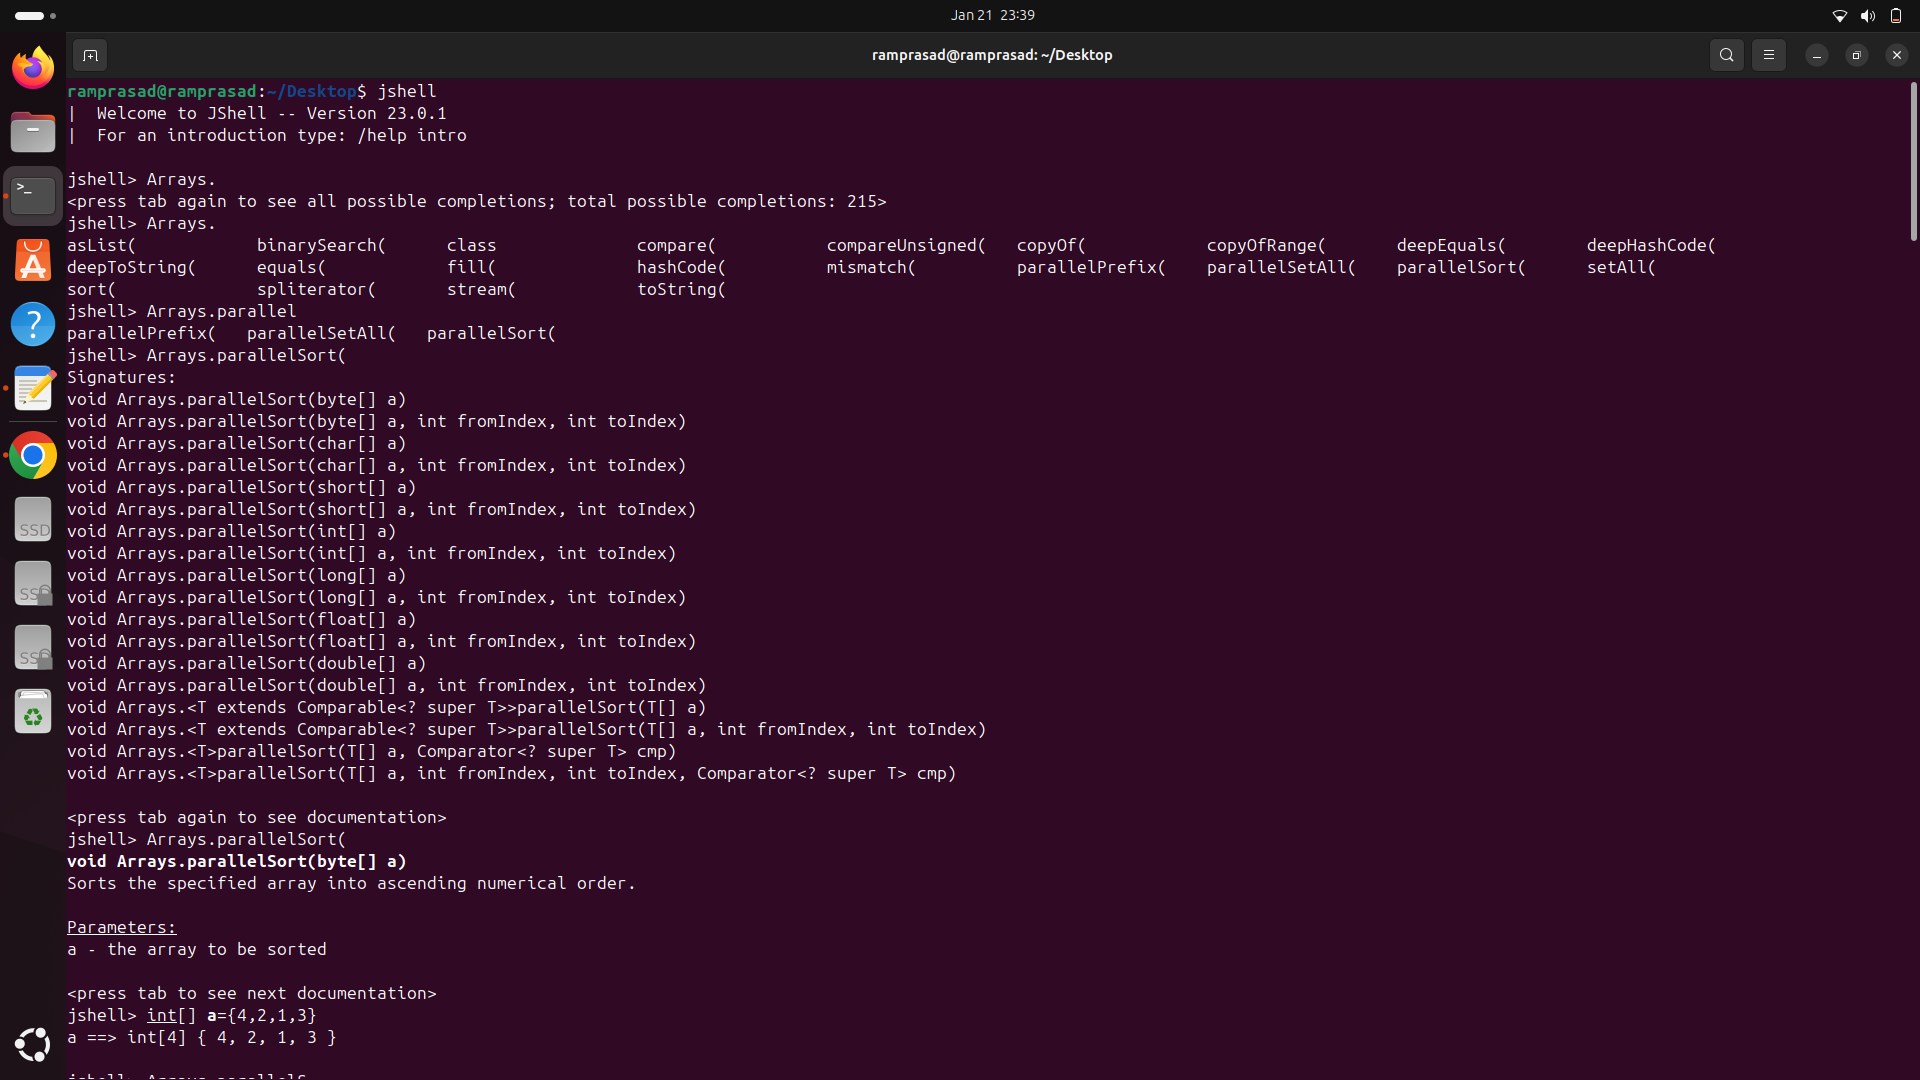 Jan 21  23:39
ramprasad@ramprasad: ~/Desktop
ramprasad@ramprasad:~/Desktop$ jshell
|  Welcome to JShell -- Version 23.0.1
|  For an introduction type: /help intro
jshell> Arrays.
<press tab again to see all possible completions; total possible completions: 215>
jshell> Arrays.
asList(            binarySearch(      class              compare(           compareUnsigned(   copyOf(            copyOfRange(       deepEquals(        deepHashCode(
deepToString(      equals(            fill(              hashCode(          mismatch(          parallelPrefix(    parallelSetAll(    parallelSort(      setAll(
sort(              spliterator(       stream(            toString(
jshell> Arrays.parallel
parallelPrefix(   parallelSetAll(   parallelSort(
jshell> Arrays.parallelSort(
Signatures:
void Arrays.parallelSort(byte[] a)
void Arrays.parallelSort(byte[] a, int fromIndex, int toIndex)
void Arrays.parallelSort(char[] a)
void Arrays.parallelSort(char[] a, int fromIndex, int toIndex)
void Arrays.parallelSort(short[] a)
void Arrays.parallelSort(short[] a, int fromIndex, int toIndex)
void Arrays.parallelSort(int[] a)
void Arrays.parallelSort(int[] a, int fromIndex, int toIndex)
void Arrays.parallelSort(long[] a)
void Arrays.parallelSort(long[] a, int fromIndex, int toIndex)
void Arrays.parallelSort(float[] a)
void Arrays.parallelSort(float[] a, int fromIndex, int toIndex)
void Arrays.parallelSort(double[] a)
void Arrays.parallelSort(double[] a, int fromIndex, int toIndex)
void Arrays.<T extends Comparable<? super T>>parallelSort(T[] a)
void Arrays.<T extends Comparable<? super T>>parallelSort(T[] a, int fromIndex, int toIndex)
void Arrays.<T>parallelSort(T[] a, Comparator<? super T> cmp)
void Arrays.<T>parallelSort(T[] a, int fromIndex, int toIndex, Comparator<? super T> cmp)
<press tab again to see documentation>
jshell> Arrays.parallelSort(
void Arrays.parallelSort(byte[] a)
Sorts the specified array into ascending numerical order.
Parameters:
a - the array to be sorted
<press tab to see next documentation>
jshell> int[] a={4,2,1,3}
a ==> int[4] { 4, 2, 1, 3 }
SSD
SSD
SSD